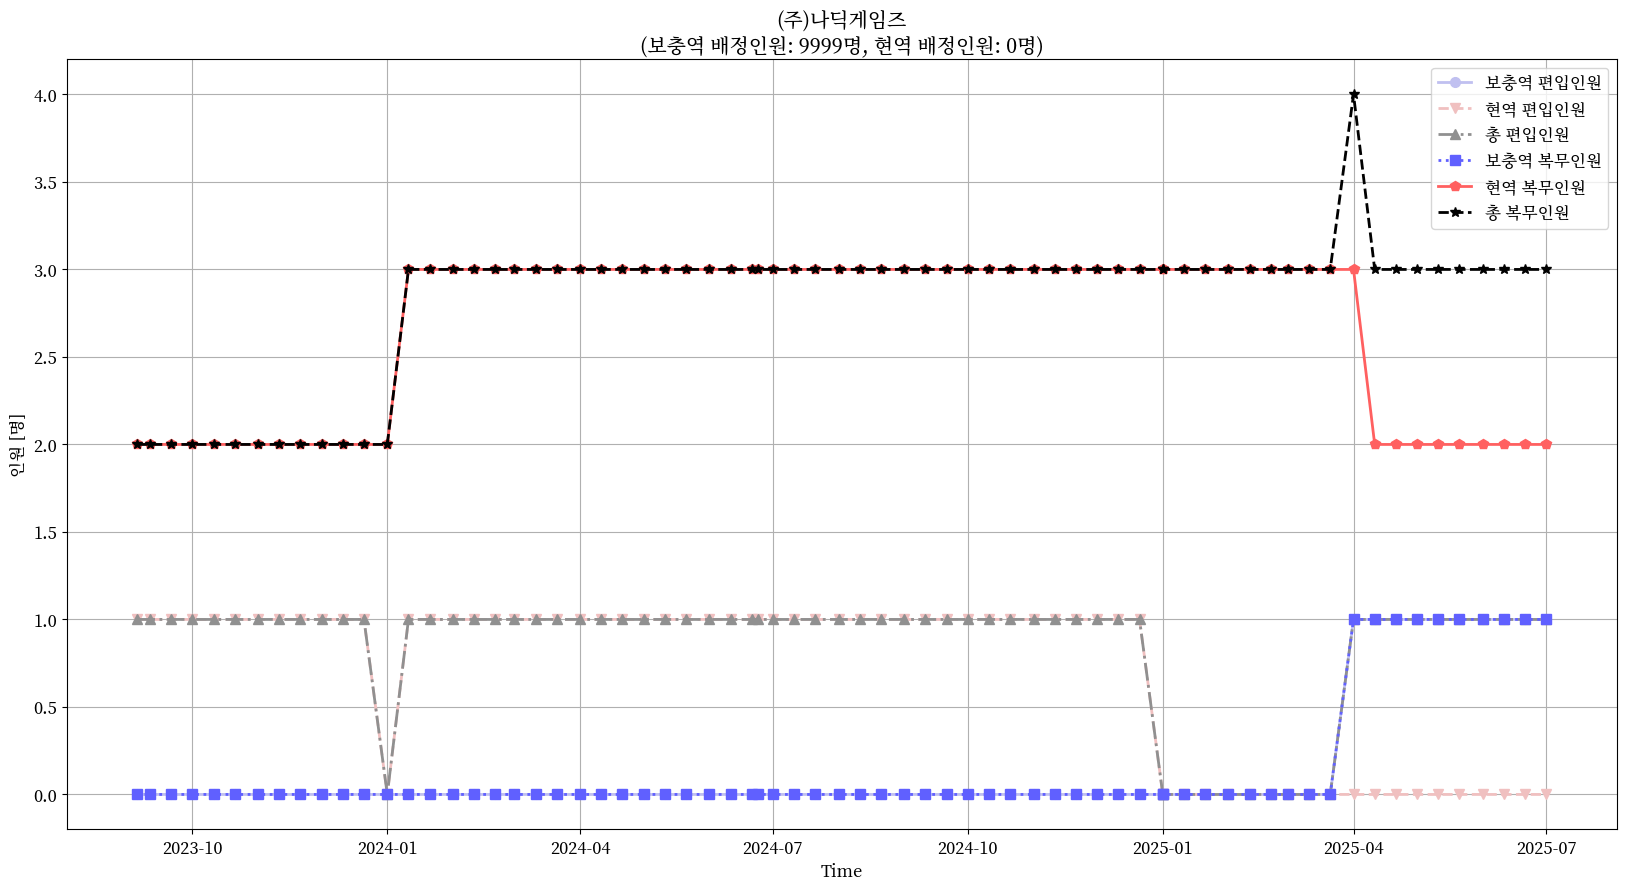 (주)나딕게임즈
(보충역 배정인원: 9999명, 현역 배정인원: 0명)
보충역 편입인원
현역 편입인원
총 편입인원
보충역 복무인원
현역 복무인원
총 복무인원
4.0
3.5
3.0
2.5
2.0
1.5
1.0
0.5
0.0
인원 [명]
2023-10 2024-01 2024-04 2024-07 2024-10 2025-01 2025-04 2025-07
Time